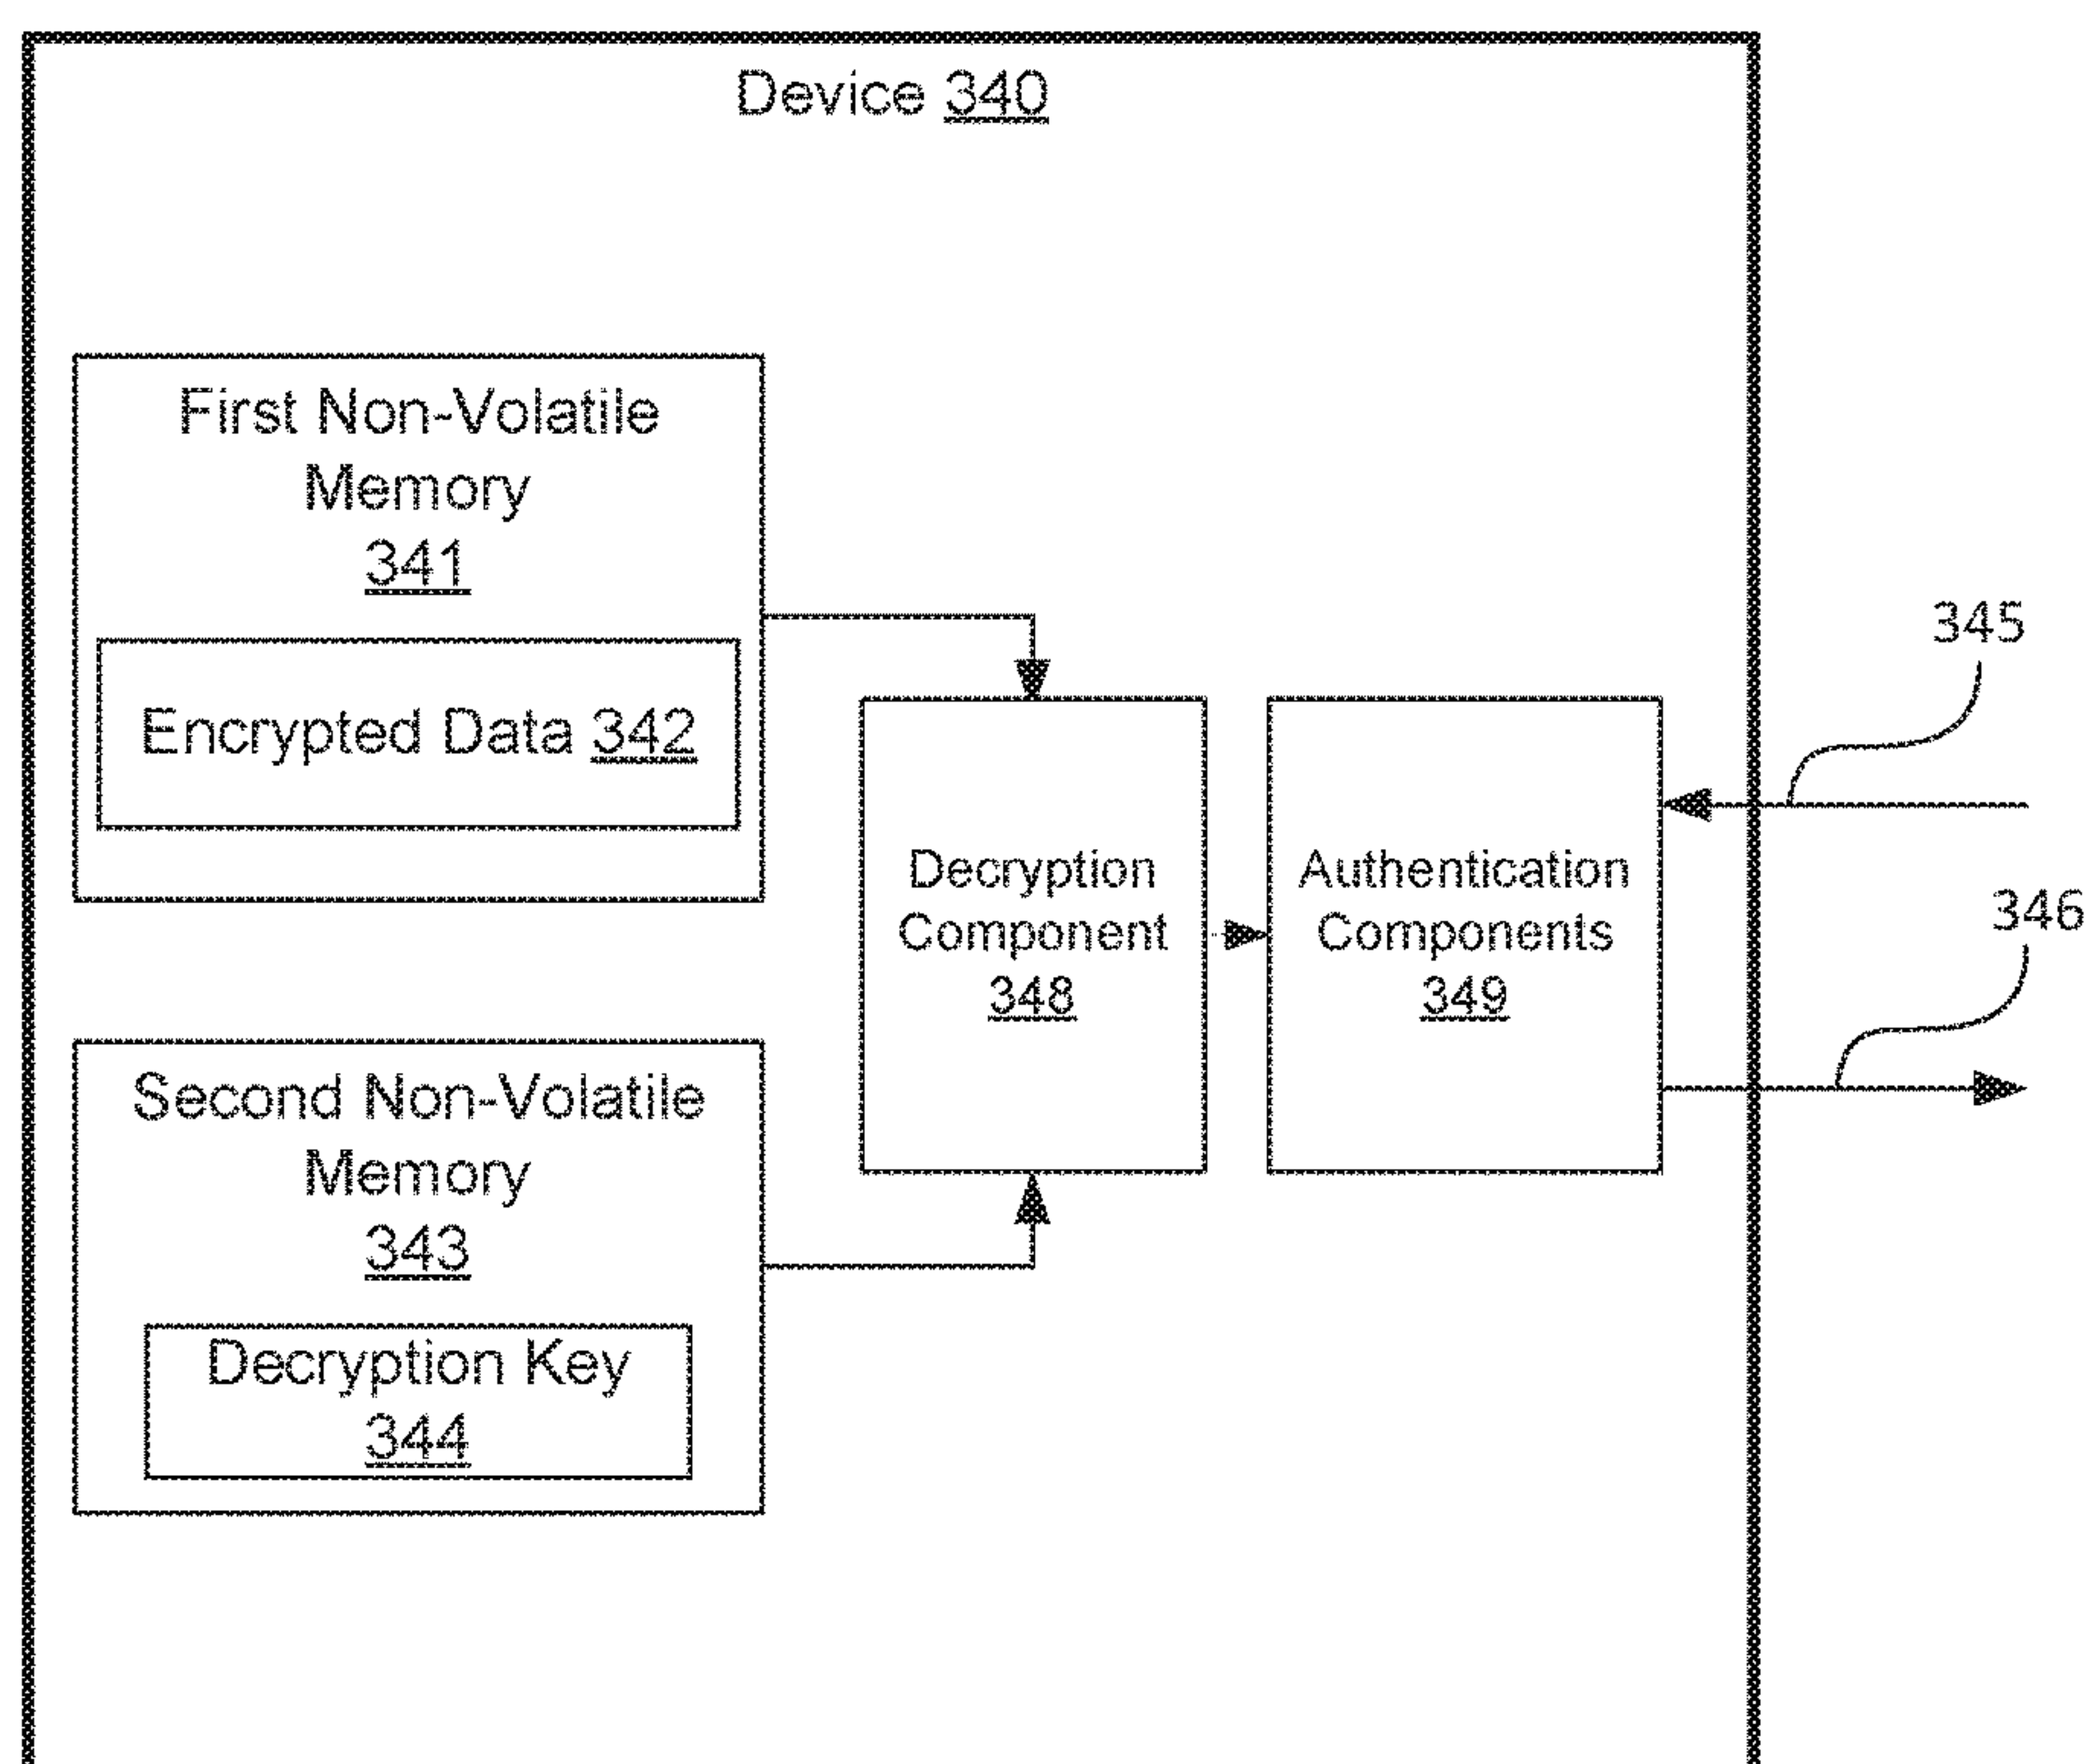 Device 340
First Non-Volatile
Memory
341
Encrypted Data 342
Second Non-Volatile
Memory
343
Decryption Key
344
Decryption
Component
348
Authentication
Components
349
345
346